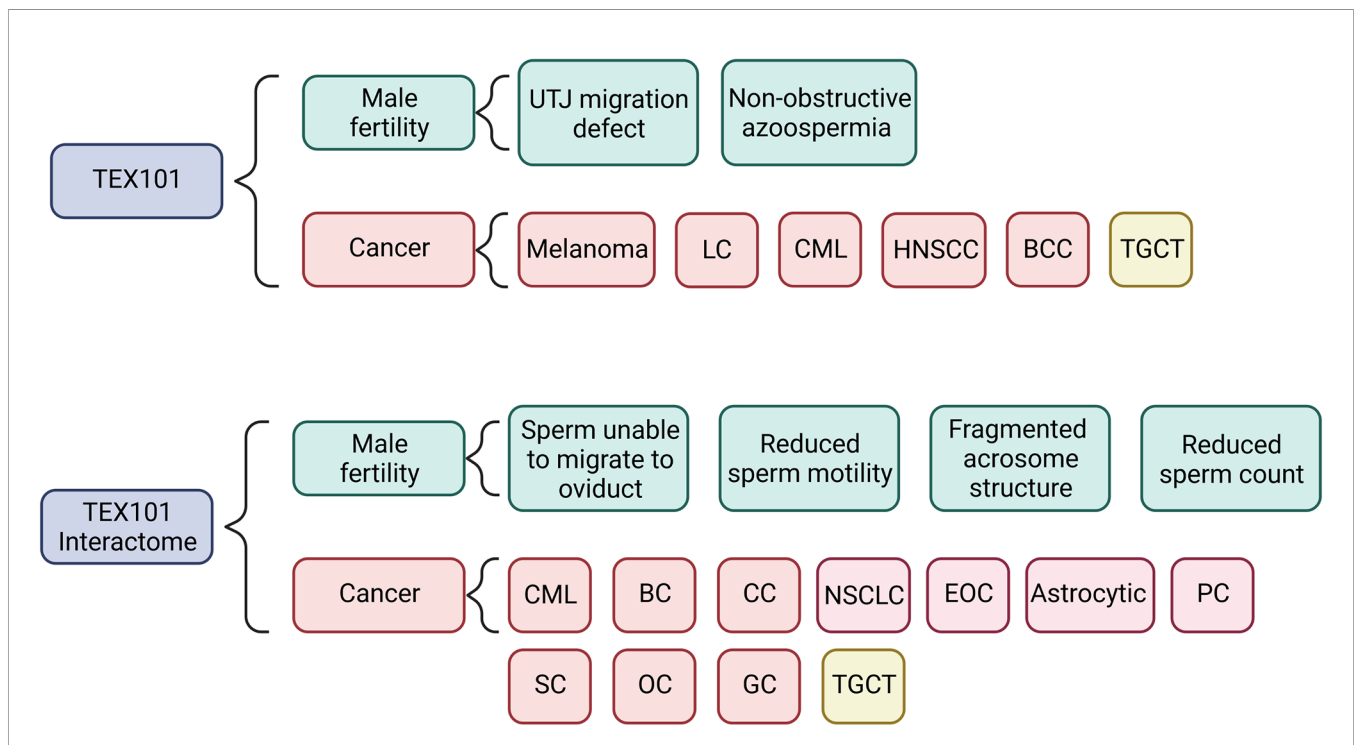 Male
fertility
UTJ migration
defect
Non-obstructive
azoospermia
TEX101
Cancer
Melanoma
LC
CML
HNSCC
BCC
TGCT
TEX101
Interactome
Male
fertility
Sperm unable
to migrate to
oviduct
Reduced
sperm motility
Fragmented
acrosome
structure
Reduced
sperm count
Cancer
CML
BC
CC
NSCLC
EOC
Astrocytic
PC
SC
OC
GC
TGCT